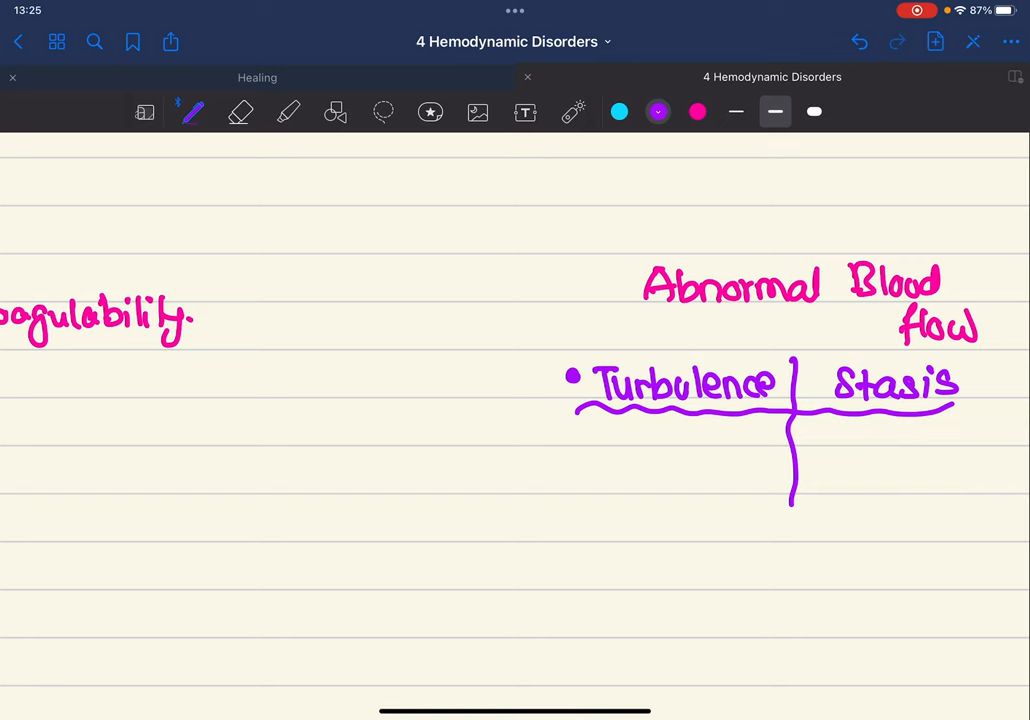 13:25
87%
4 Hemodynamic Disorders
Healing
4 Hemodynamic Disorders
Abnormal Blood
flow
oagulability.
• Turbulence Stasis